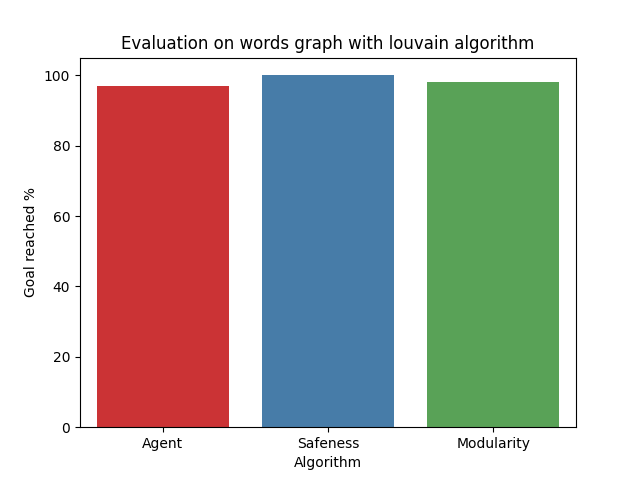 Evaluation on words graph with louvain algorithm
100
80
60
40
20
0
Goal reached %
Agent
Safeness
Modularity
Algorithm